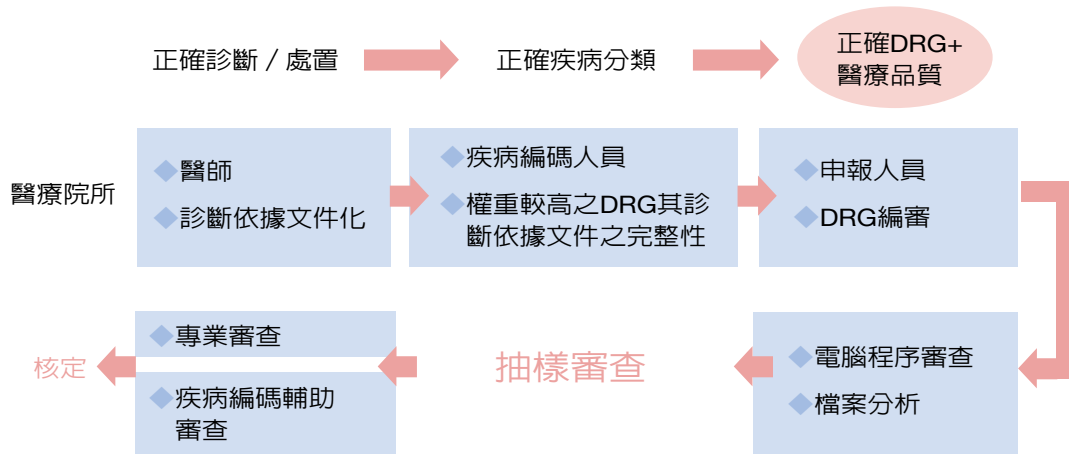 正確診斷／處置
正確疾病分類
正確DRG+
醫療品質
醫療院所
醫師
診斷依據文件化
疾病編碼人員
權重較高之DRG其診
斷依據文件之完整性
申報人員
DRG編審
核定
專業審查
疾病編碼輔助
審查
抽樣審查
電腦程序審查
檔案分析